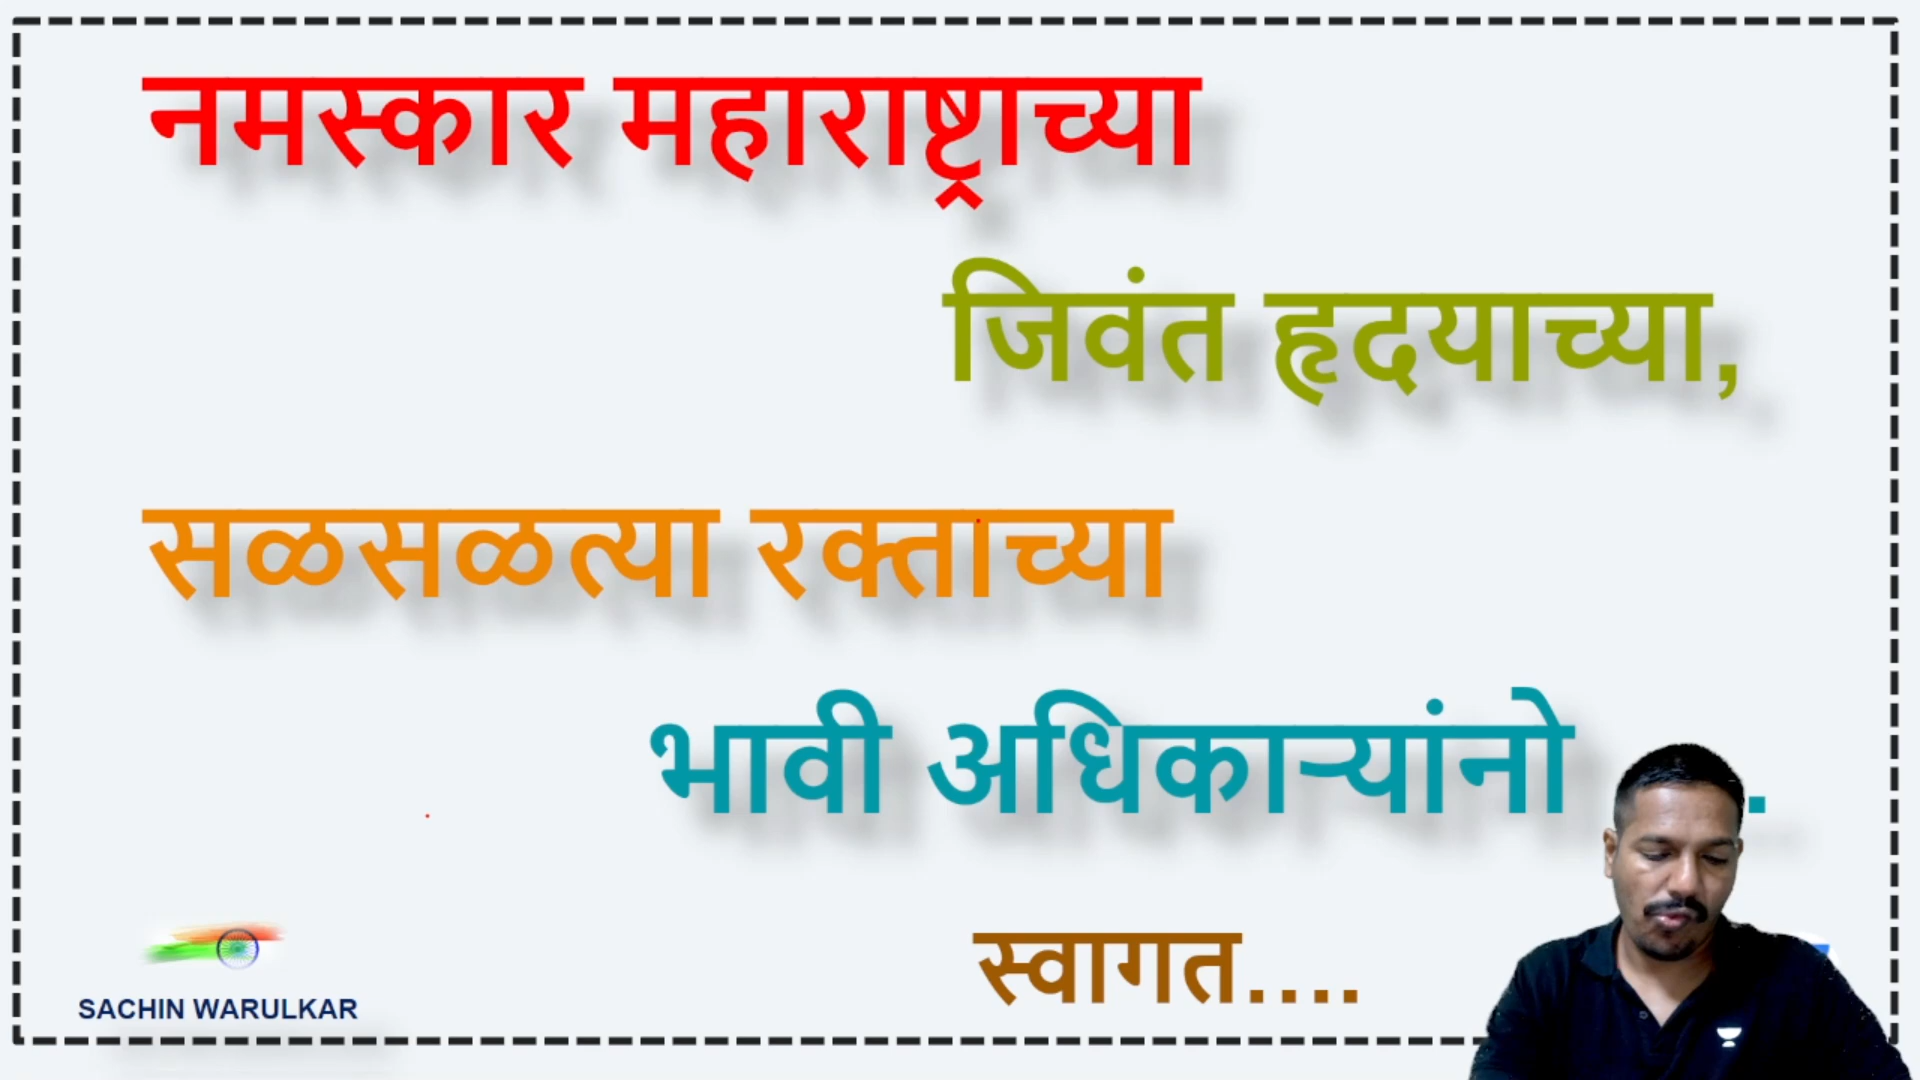 नमस्कार महाराष्ट्राच्या
जिवंत हृदयाच्या,
सळसळत्या रक्ताच्या
भावी अधिकाऱ्यांनो .
स्वागत....
SACHIN WARULKAR